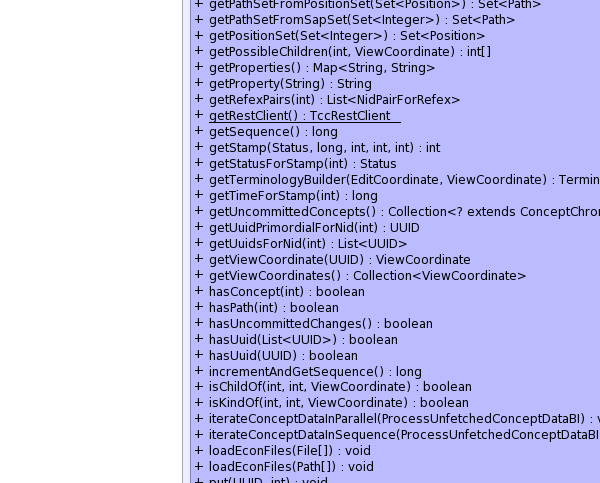 + getPathSetFromPositionSet(Set<Position>) : Set<Path>
+ getPathSetFromSapSet(Set<Integer>) : Set<Path>
+ getPositionSet(Set<Integer>) : Set<Position>
+ getPossibleChildren(int, ViewCoordinate) : int[]
+ getProperties() : Map<String, String>
+ getProperty(String) : String
+ getRefexPairs(int) : List<NidPairForRefex>
+ getRestClient() : TccRestClient
+ getSequence() : long
+ getStamp(Status, long, int, int, int) : int
+ getStatusForStamp(int) : Status
+ getTerminologyBuilder(EditCoordinate, ViewCoordinate) : Termin
+ getTimeForStamp(int) : long
+ getUncommittedConcepts() : Collection<? extends ConceptChron
+ getUuidPrimordialForNid(int) : UUID
+ getUuidsForNid(int) : List<UUID>
+ getViewCoordinate(UUID) : ViewCoordinate
+ getViewCoordinates() : Collection<ViewCoordinate>
+ hasConcept(int) : boolean
+ hasPath(int) : boolean
+ hasUncommittedChanges() : boolean
+ hasUuid(List<UUID>) : boolean
+ hasUuid(UUID) : boolean
+ incrementAndGetSequence() : long
+ isChildOf(int, int, ViewCoordinate) : boolean
+ isKindOf(int, int, ViewCoordinate) : boolean
+ iterateConceptDataInParallel(ProcessUnfetchedConceptDataBI) : v
+ iterateConceptDataInSequence(ProcessUnfetchedConceptDataBI
+ loadEconFiles(File[]) : void
+ loadEconFiles(Path[]) : void
+ put(UUID, int) : void